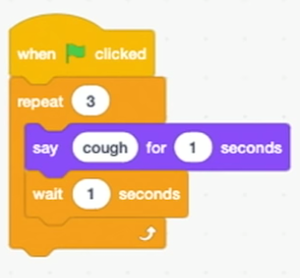 when clicked
repeat 3
say cough for 1 seconds
wait 1 seconds